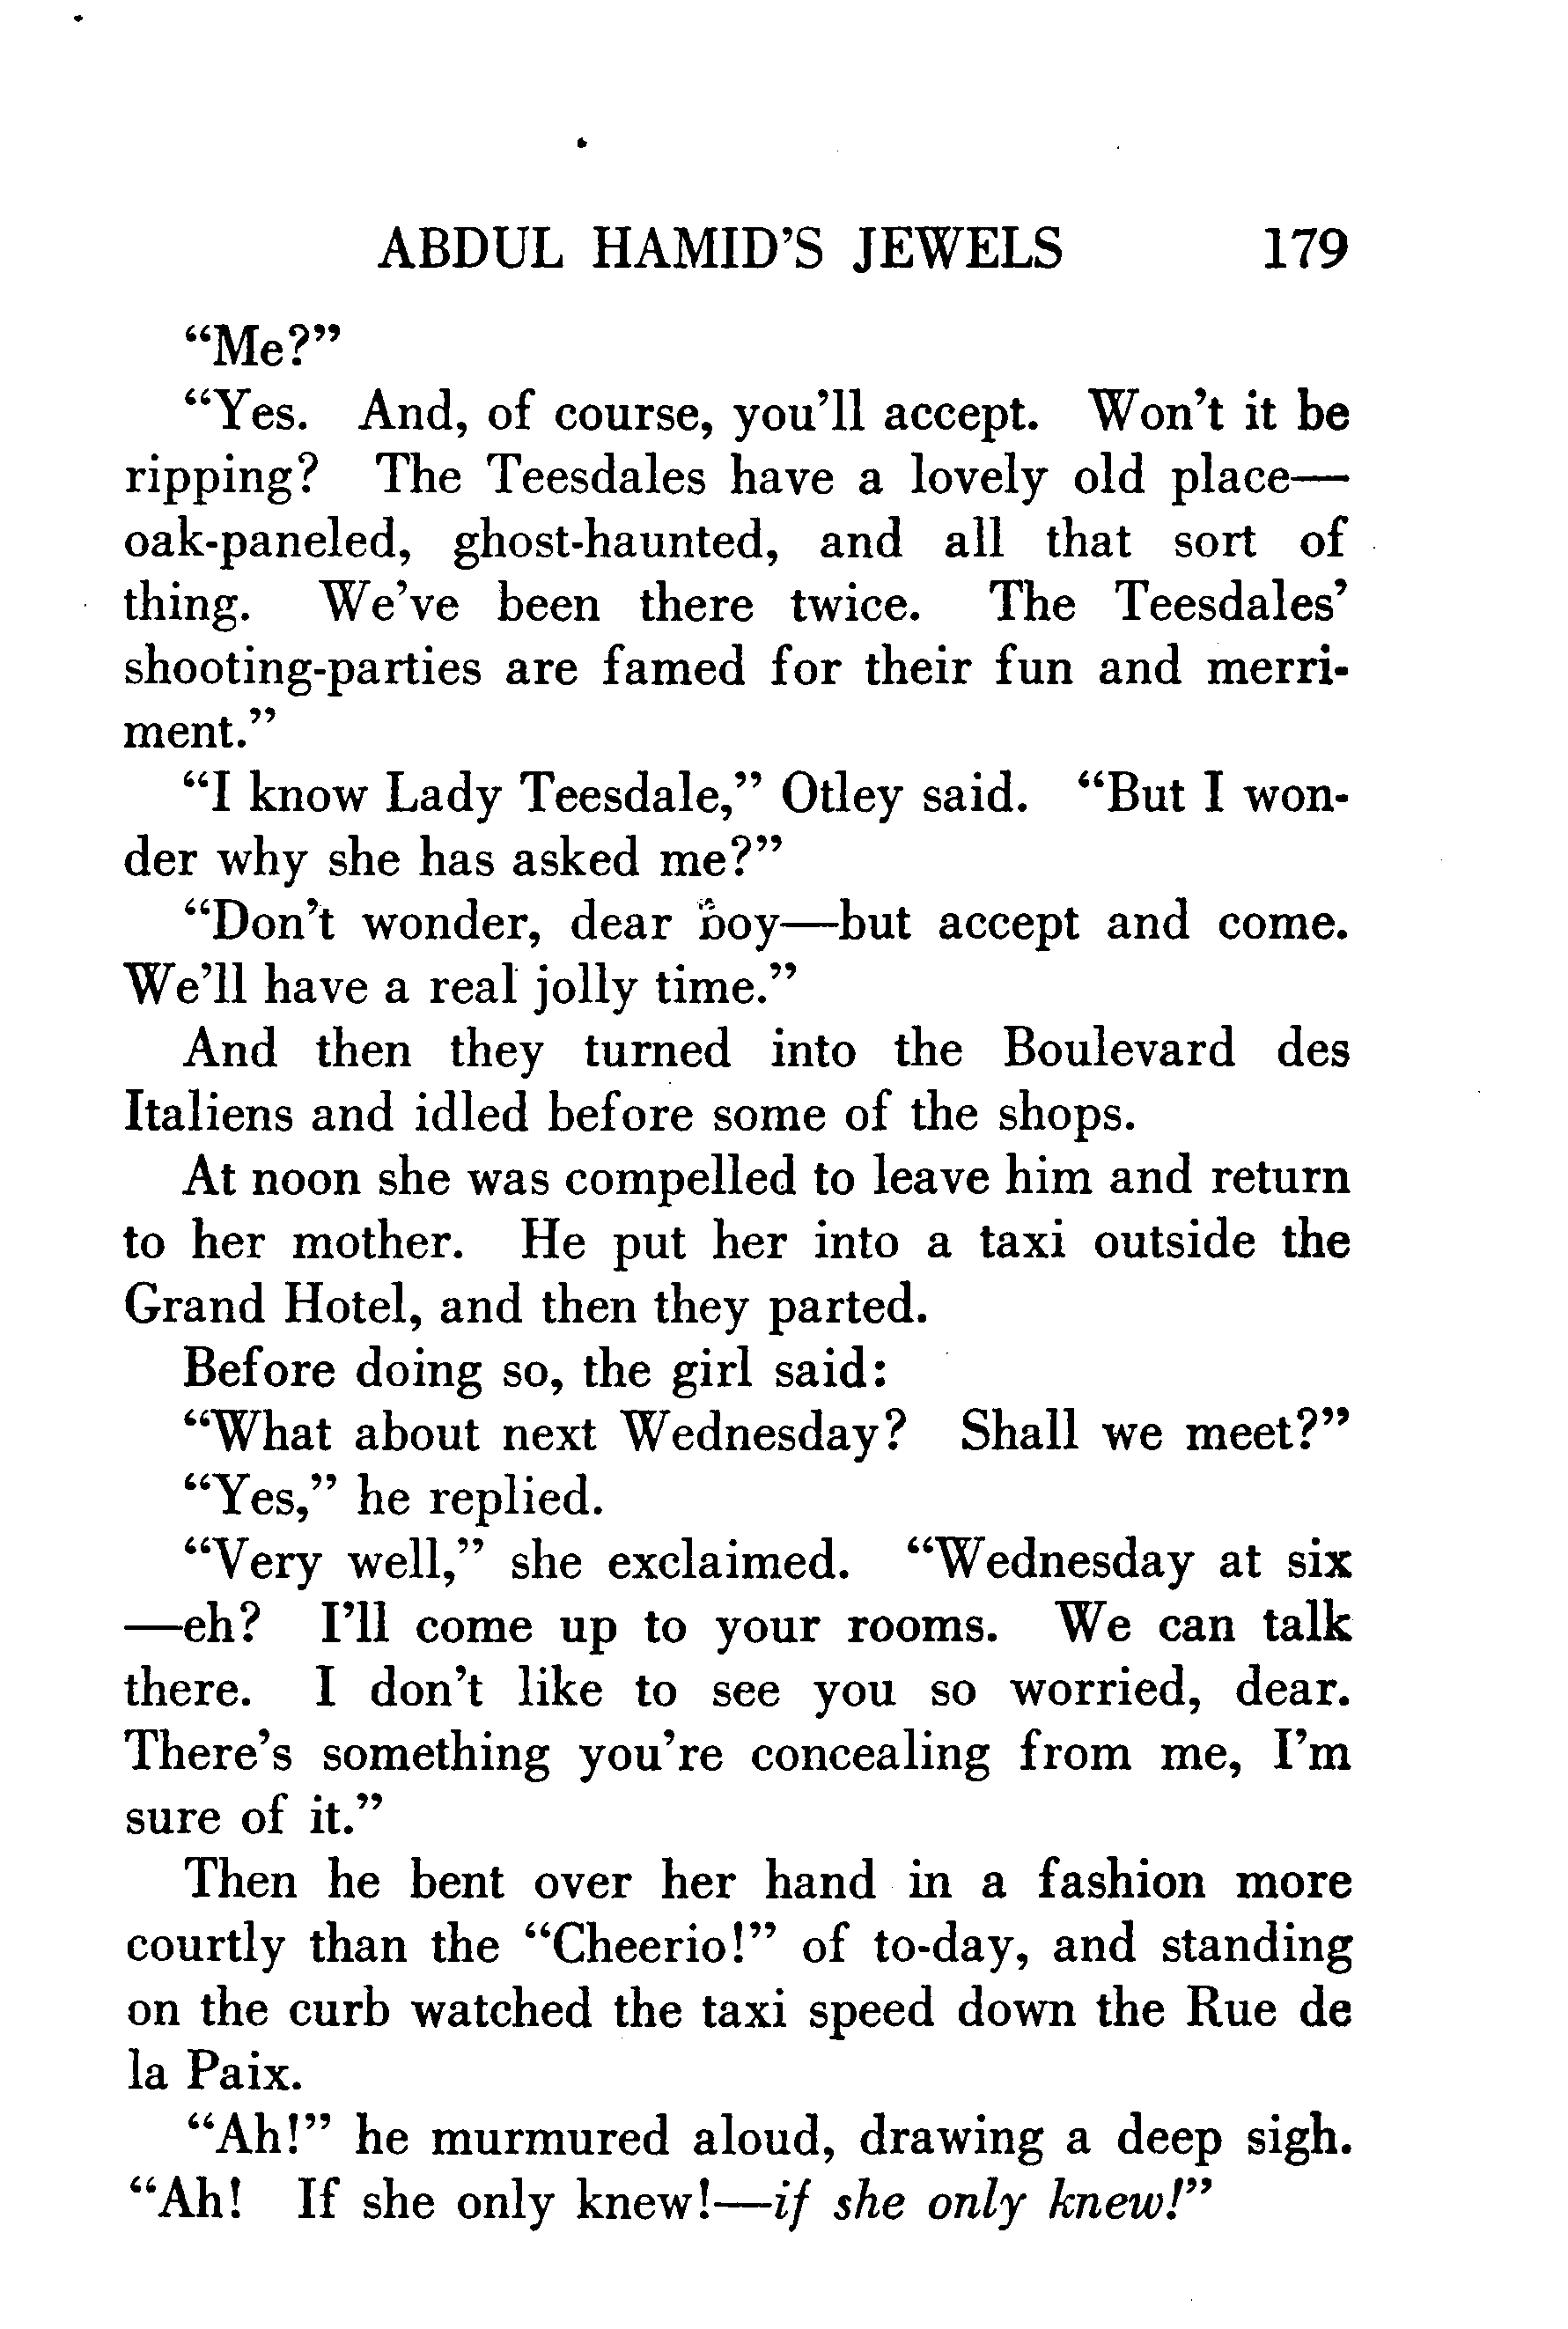 ABDUL HAMID'S JEWELS 179
“Me?”
“Yes. And, of course, you'll accept. Won't it be
ripping? The Teesdales have a lovely old place—
oak-paneled, ghost-haunted, and all that sort of
thing. We've been there twice. The Teesdales'
shooting-parties are famed for their fun and merri-
ment.”
“I know Lady Teesdale,” Otley said. “But I won-
der why she has asked me?”
“Don't wonder, dear boy—but accept and come.
We'll have a real jolly time.”
And then they turned into the Boulevard des
Italiens and idled before some of the shops.
At noon she was compelled to leave him and return
to her mother. He put her into a taxi outside the
Grand Hotel, and then they parted.
Before doing so, the girl said:
“What about next Wednesday? Shall we meet?”
“Yes,” he replied.
“Very well,” she exclaimed. “Wednesday at six
—eh? I'll come up to your rooms. We can talk
there. I don't like to see you so worried, dear.
There's something you're concealing from me, I'm
sure of it.”
Then he bent over her hand in a fashion more
courtly than the “Cheerio!” of to-day, and standing
on the curb watched the taxi speed down the Rue de
la Paix.
“Ah!” he murmured aloud, drawing a deep sigh.
“Ah! If she only knew!—if she only knew!”